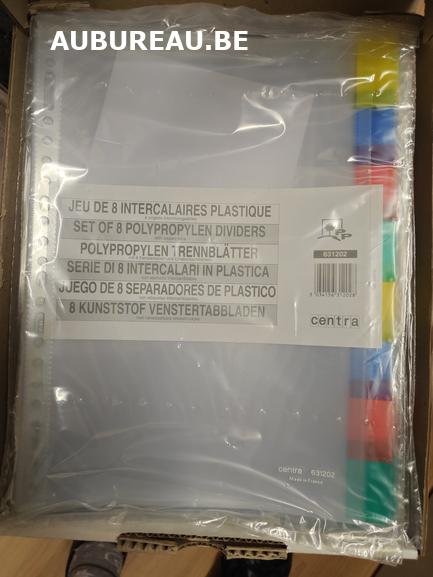 AUBUREAU.BE
JEU DE 8 INTERCALAIRES PLASTIQUE
SET OF 8 POLYPROPYLEN DIVIDERS
POLYPROPYLEN TRENNBLÄTTER
SERIE DI 8 INTERCALARI IN PLASTICA
JUEGO DE 8 SEPARADORES DE PLASTICO
8 KUNSTSTOF VENSTERTABBLADEN
PP
631202
centra
centra 631202
Made in France